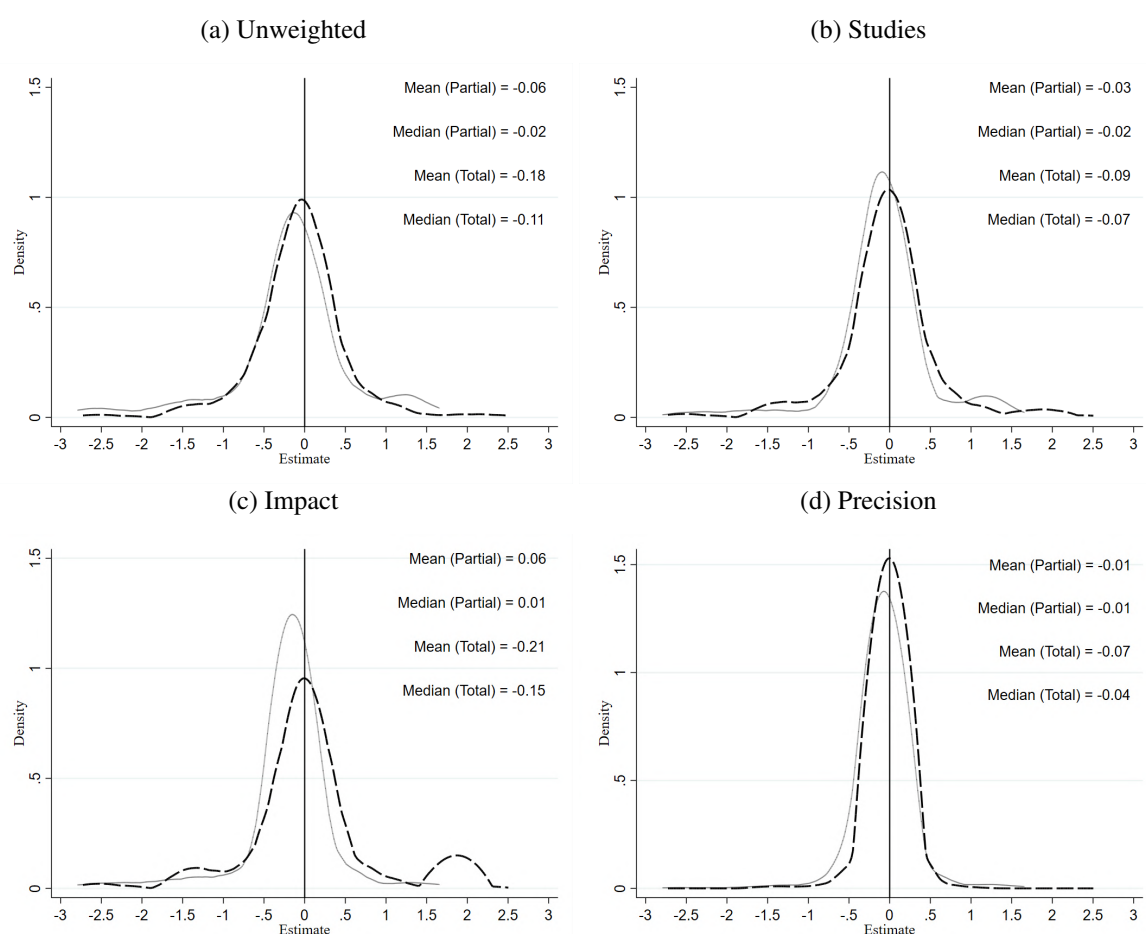 (a) Unweighted
Mean (Partial) = -0.06
Median (Partial) = -0.02
Mean (Total) = -0.18
Median (Total) = -0.11
Density
0
.5
1
1.5
-3 -2.5 -2 -1.5 -1 -.5 0 .5 1 1.5 2 2.5 3
Estimate
(b) Studies
Mean (Partial) = -0.03
Median (Partial) = -0.02
Mean (Total) = -0.09
Median (Total) = -0.07
Density
0
.5
1
1.5
-3 -2.5 -2 -1.5 -1 -.5 0 .5 1 1.5 2 2.5 3
Estimate
(c) Impact
Mean (Partial) = 0.06
Median (Partial) = 0.01
Mean (Total) = -0.21
Median (Total) = -0.15
Density
0
.5
1
1.5
-3 -2.5 -2 -1.5 -1 -.5 0 .5 1 1.5 2 2.5 3
Estimate
(d) Precision
Mean (Partial) = -0.01
Median (Partial) = -0.01
Mean (Total) = -0.07
Median (Total) = -0.04
Density
0
.5
1
1.5
-3 -2.5 -2 -1.5 -1 -.5 0 .5 1 1.5 2 2.5 3
Estimate